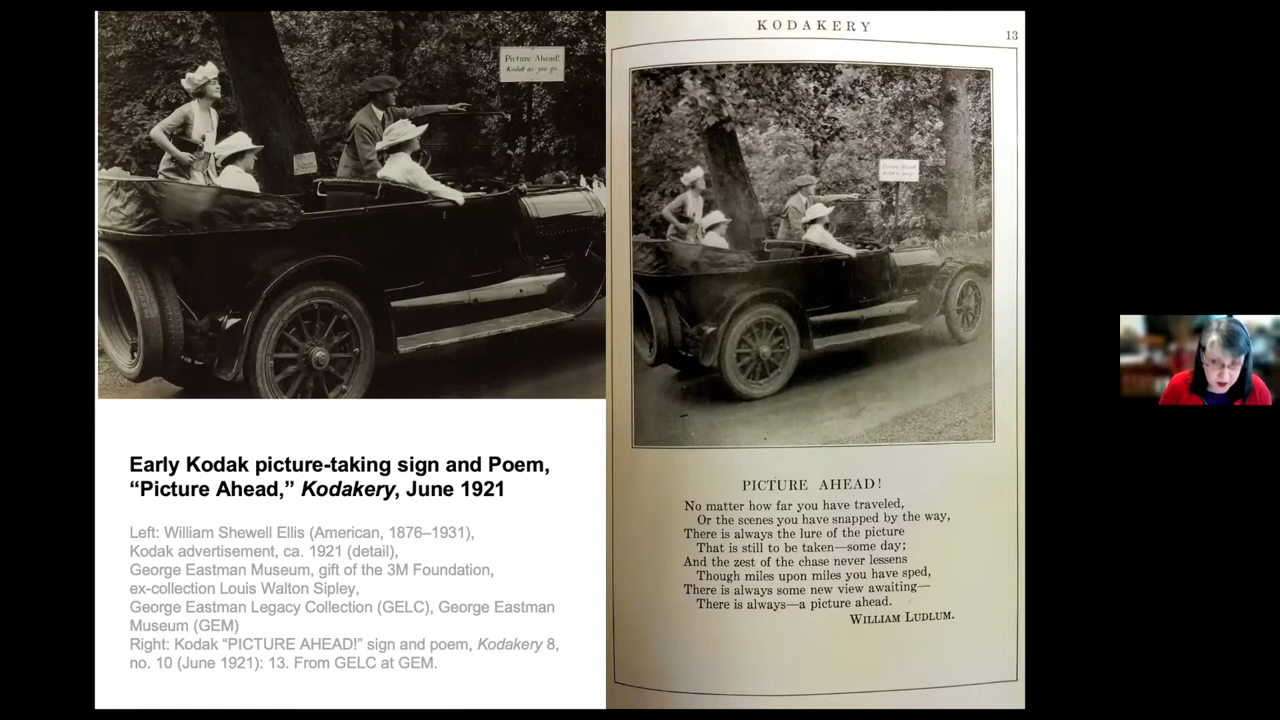 Picture Ahead!
Kodak as you go.
Early Kodak picture-taking sign and Poem,
“Picture Ahead,” Kodakery, June 1921
Left: William Shewell Ellis (American, 1876–1931),
Kodak advertisement, ca. 1921 (detail),
George Eastman Museum, gift of the 3M Foundation,
ex-collection Louis Walton Sipley,
George Eastman Legacy Collection (GELC), George Eastman
Museum (GEM)
Right: Kodak “PICTURE AHEAD!” sign and poem, Kodakery 8,
no. 10 (June 1921): 13. From GELC at GEM.
KODAKERY
13
Picture Ahead!
Kodak as you go.
PICTURE AHEAD!
No matter how far you have traveled,
Or the scenes you have snapped by the way,
There is always the lure of the picture
That is still to be taken—some day;
And the zest of the chase never lessens
Though miles upon miles you have sped,
There is always some new view awaiting—
There is always—a picture ahead.
WILLIAM LUDLUM.